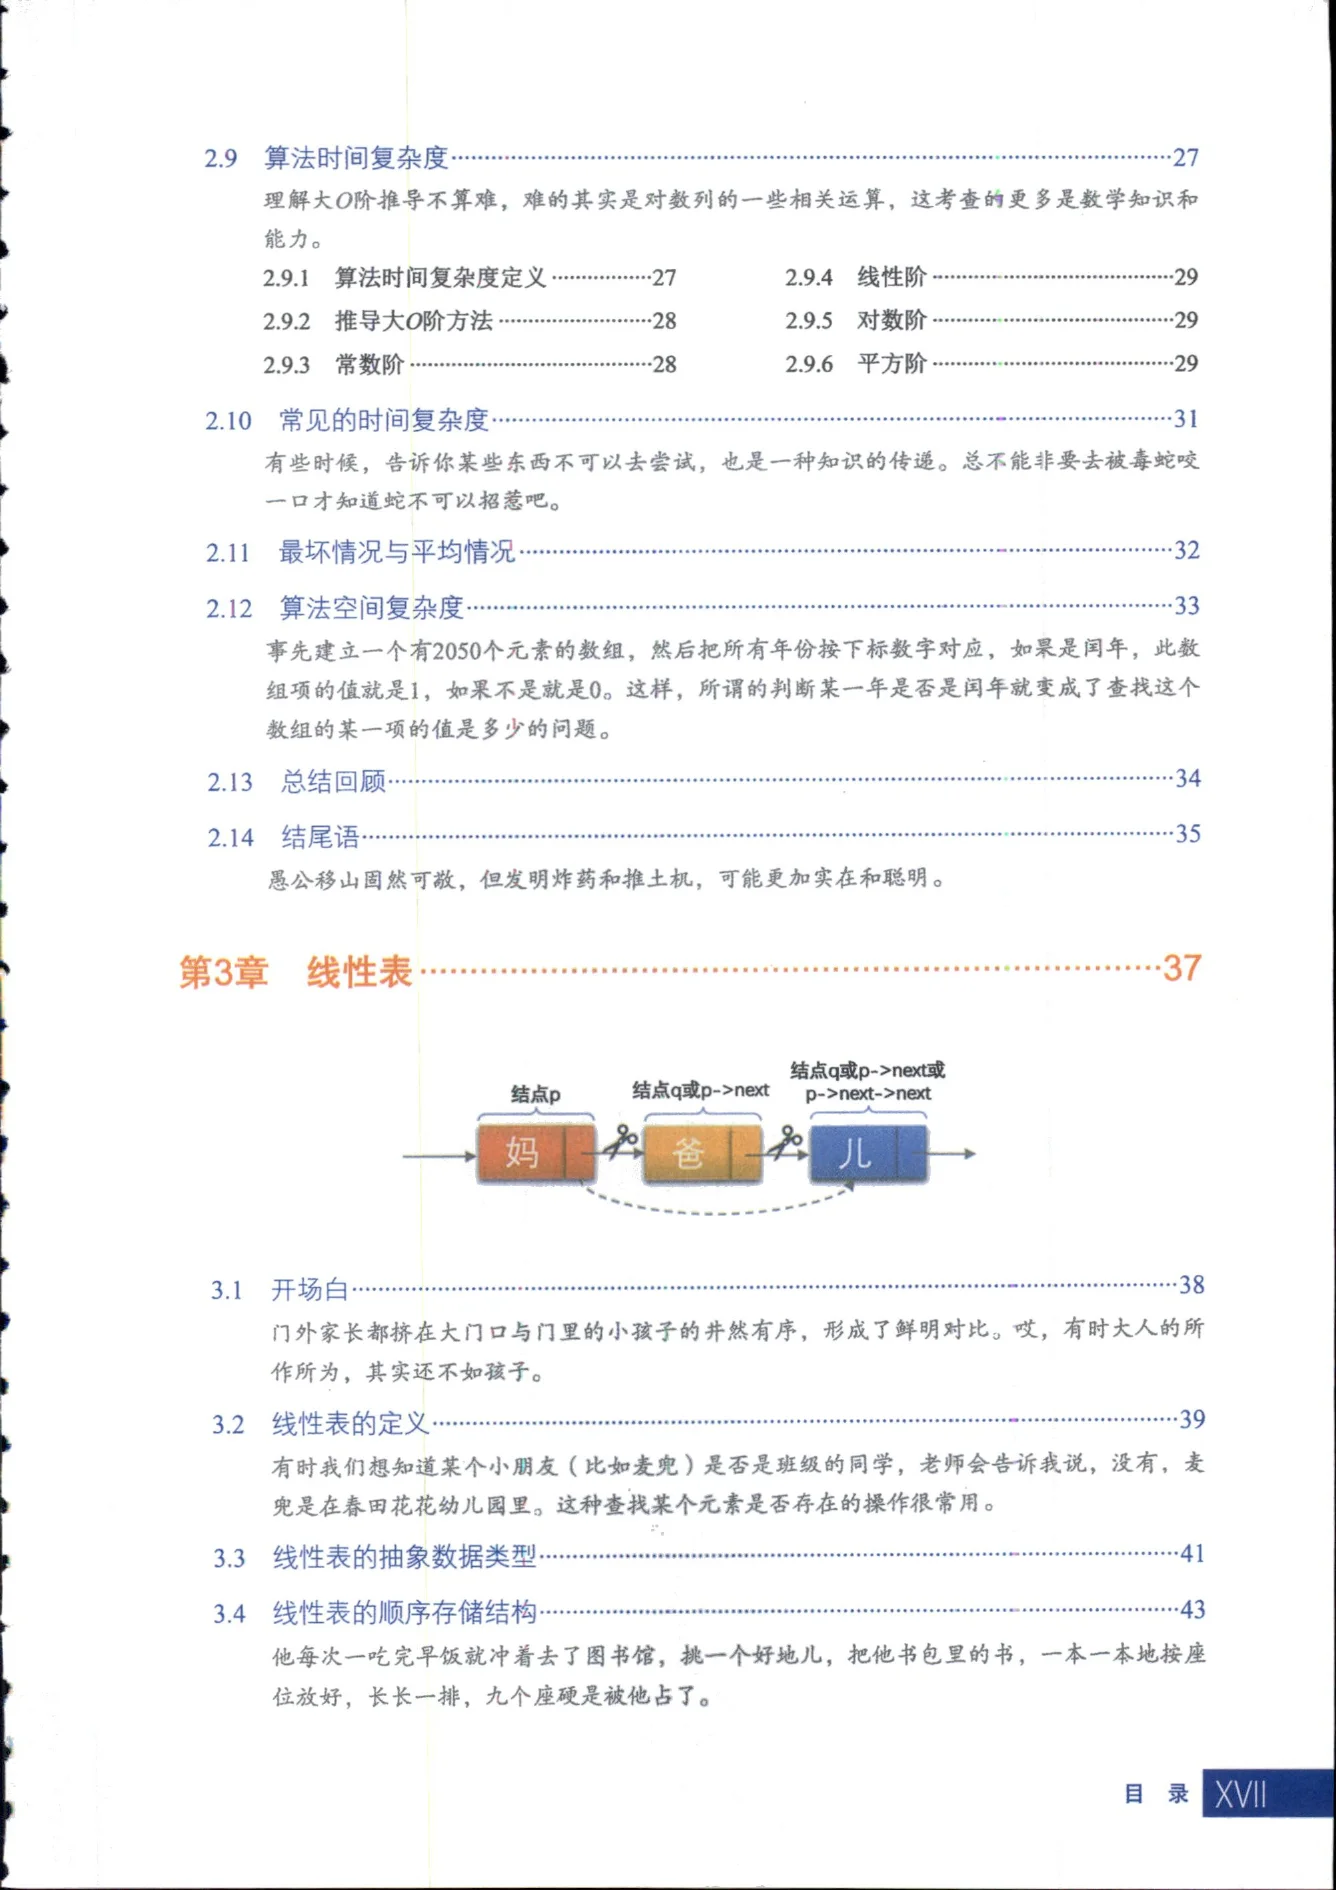 2.9 算法时间复杂度……27
理解大O阶推导不算难，难的其实是对数列的一些相关运算，这考查的更多是数学知识和
能力。
2.9.1 算法时间复杂度定义……27
2.9.2 推导大O阶方法……28
2.9.3 常数阶……28
2.9.4 线性阶……29
2.9.5 对数阶……29
2.9.6 平方阶……29
2.10 常见的时间复杂度……31
有些时候，告诉你某些东西不可以去尝试，也是一种知识的传递。总不能非要去被毒蛇咬
一口才知道蛇不可以招惹吧。
2.11 最坏情况与平均情况……32
2.12 算法空间复杂度……33
事先建立一个有2050个元素的数组，然后把所有年份按下标数字对应，如果是闰年，此数
组项的值就是1，如果不是就是0。这样，所谓的判断某一年是否是闰年就变成了查找这个
数组的某一项的值是多少的问题。
2.13 总结回顾……34
2.14 结尾语……35
愚公移山固然可敬，但发明炸药和推土机，可能更加实在和聪明。
第3章 线性表……37
结点p
结点q或p->next
结点q或p->next或
p->next->next
妈
爸
儿
3.1 开场白……38
门外家长都挤在大门口与门里的小孩子的井然有序，形成了鲜明对比。哎，有时大人的所
作所为，其实还不如孩子。
3.2 线性表的定义……39
有时我们想知道某个小朋友（比如麦兜）是否是班级的同学，老师会告诉我说，没有，麦
兜是在春田花花幼儿园里。这种查找某个元素是否存在的操作很常用。
3.3 线性表的抽象数据类型……41
3.4 线性表的顺序存储结构……43
他每次一吃完早饭就冲着去了图书馆，挑一个好地儿，把他书包里的书，一本一本地按座
位放好，长长一排，九个座硬是被他占了。
目 录 XVII